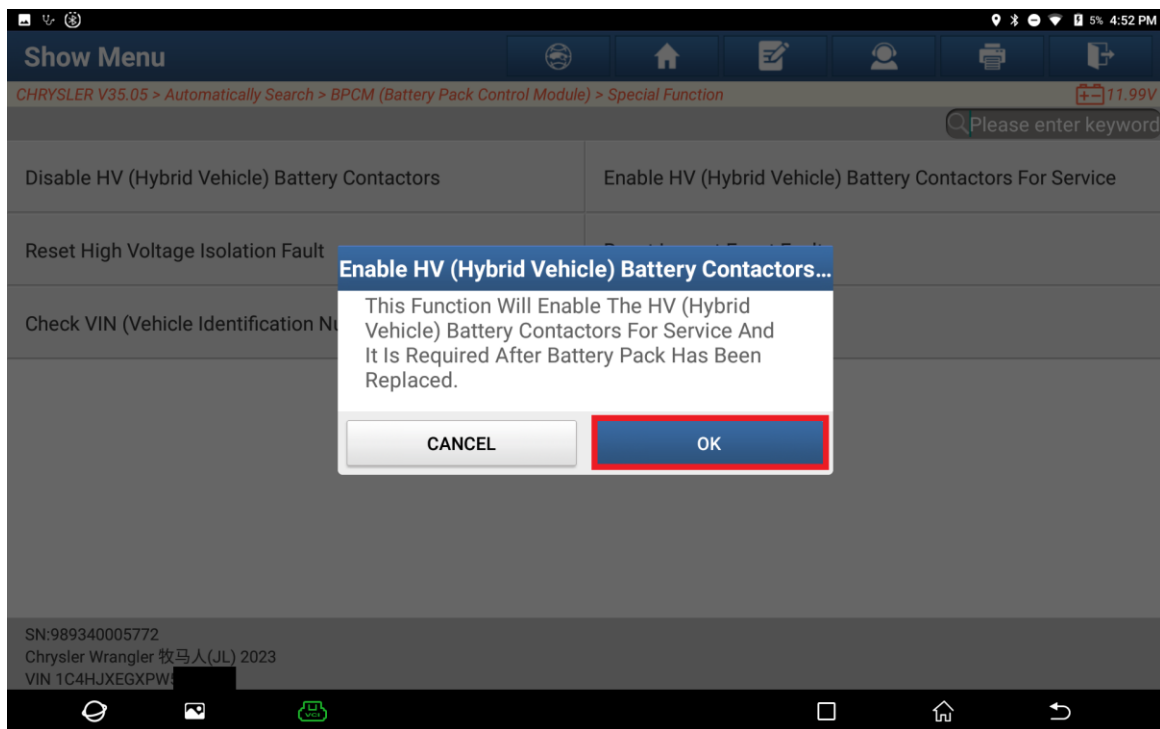 5% 4:52 PM
Show Menu
CHRYSLER V35.05 > Automatically Search > BPCM (Battery Pack Control Module) > Special Function
11.99V
Please enter keyword
Disable HV (Hybrid Vehicle) Battery Contactors
Enable HV (Hybrid Vehicle) Battery Contactors For Service
Reset High Voltage Isolation Fault
Check VIN (Vehicle Identification
Enable HV (Hybrid Vehicle) Battery Contactors...
This Function Will Enable The HV (Hybrid
Vehicle) Battery Contactors For Service And
It Is Required After Battery Pack Has Been
Replaced.
CANCEL
OK
SN:989340005772
Chrysler Wrangler 牧马人(JL) 2023
VIN 1C4HJXEGXPW
VCI